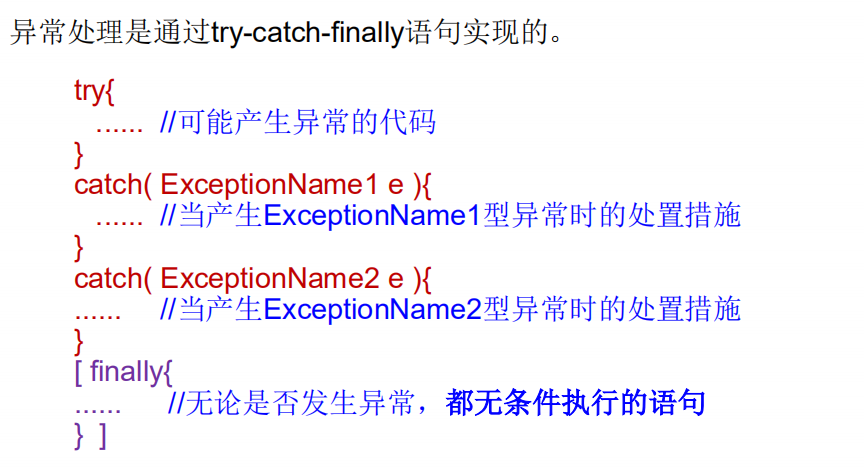 异常处理是通过try-catch-finally语句实现的。
try{
...... //可能产生异常的代码
}
catch( ExceptionName1 e ){
...... //当产生ExceptionName1型异常时的处置措施
}
catch( ExceptionName2 e ){
...... //当产生ExceptionName2型异常时的处置措施
}
[ finally{
...... //无论是否发生异常，都无条件执行的语句
} ]